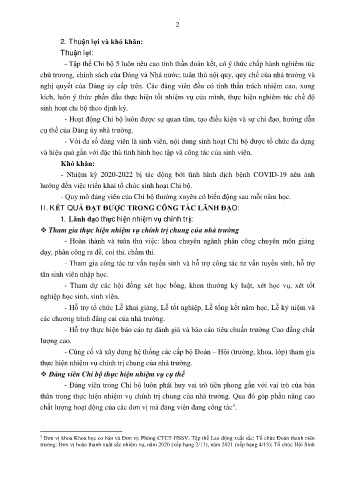 2
2. Thuận lợi và khó khăn:
Thuận lợi:
- Tập thể Chi bộ 5 luôn nêu cao tinh thần đoàn kết, có ý thức chấp hành nghiêm túc
chủ trương, chính sách của Đảng và Nhà nước; tuân thủ nội quy, quy chế của nhà trường và
nghị quyết của Đảng ủy cấp trên. Các đảng viên đều có tinh thần trách nhiệm cao, xung
kích, luôn ý thức phấn đấu thực hiện tốt nhiệm vụ của mình, thực hiện nghiêm túc chế độ
sinh hoạt chi bộ theo định kỳ.
- Hoạt động Chi bộ luôn được sự quan tâm, tạo điều kiện và sự chỉ đạo, hướng dẫn
cụ thể của Đảng ủy nhà trường.
- Với đa số đảng viên là sinh viên, nội dung sinh hoạt Chi bộ được tổ chức đa dạng
và hiệu quả gắn với đặc thù tình hình học tập và công tác của sinh viên.
Khó khăn:
- Nhiệm kỳ 2020-2022 bị tác động bởi tình hình dịch bệnh COVID-19 nên ảnh
hưởng đến việc triển khai tổ chức sinh hoạt Chi bộ.
- Quy mô đảng viên của Chi bộ thường xuyên có biến động sau mỗi năm học.
II. KẾT QUẢ ĐẠT ĐƯỢC TRONG CÔNG TÁC LÃNH ĐẠO:
1. Lãnh đạo thực hiện nhiệm vụ chính trị:
❖ Tham gia thực hiện nhiệm vụ chính trị chung của nhà trường
- Hoàn thành và tuân thủ việc: khoa chuyên ngành phân công chuyên môn giảng
dạy, phân công ra đề, coi thi, chấm thi.
- Tham gia công tác tư vấn tuyển sinh và hỗ trợ công tác tư vấn tuyển sinh, hỗ trợ
tân sinh viên nhập học.
- Tham dự các hội đồng xét học bổng, khen thưởng kỷ luật, xét học vụ, xét tốt
nghiệp học sinh, sinh viên.
- Hỗ trợ tổ chức Lễ khai giảng, Lễ tốt nghiệp, Lễ tổng kết năm học, Lễ kỷ niệm và
các chương trình đăng cai của nhà trường.
- Hỗ trợ thực hiện báo cáo tự đánh giá và báo cáo tiêu chuẩn trường Cao đẳng chất
lượng cao.
- Củng cố và xây dựng hệ thống các cấp bộ Đoàn – Hội (trường, khoa, lớp) tham gia
thực hiện nhiệm vụ chính trị chung của nhà trường.
❖ Đảng viên Chi bộ thực hiện nhiệm vụ cụ thể
- Đảng viên trong Chi bộ luôn phát huy vai trò tiên phong gắn với vai trò của bản
thân trong thực hiện nhiệm vụ chính trị chung của nhà trường. Qua đó góp phần nâng cao
chất lượng hoạt động của các đơn vị mà đảng viên đang công tác².
² Đơn vị khoa Khoa học cơ bản và Đơn vị: Phòng CTCT-HSSV: Tập thể Lao động xuất sắc; Tổ chức Đoàn thanh niên
trường: Đơn vị hoàn thành xuất sắc nhiệm vụ, năm 2020 (xếp hạng 2/13), năm 2021 (xếp hạng 4/13); Tổ chức Hội Sinh